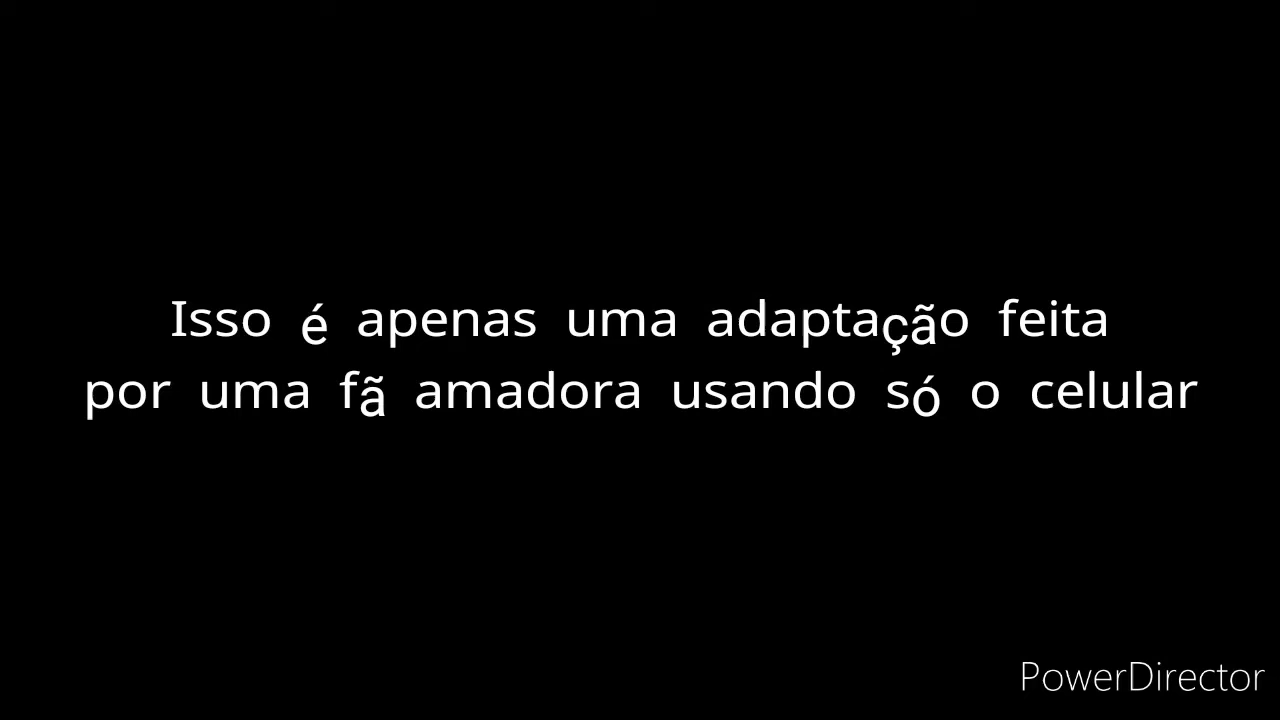 Isso é apenas uma adaptação feita
por uma fã amadora usando só o celular
PowerDirector